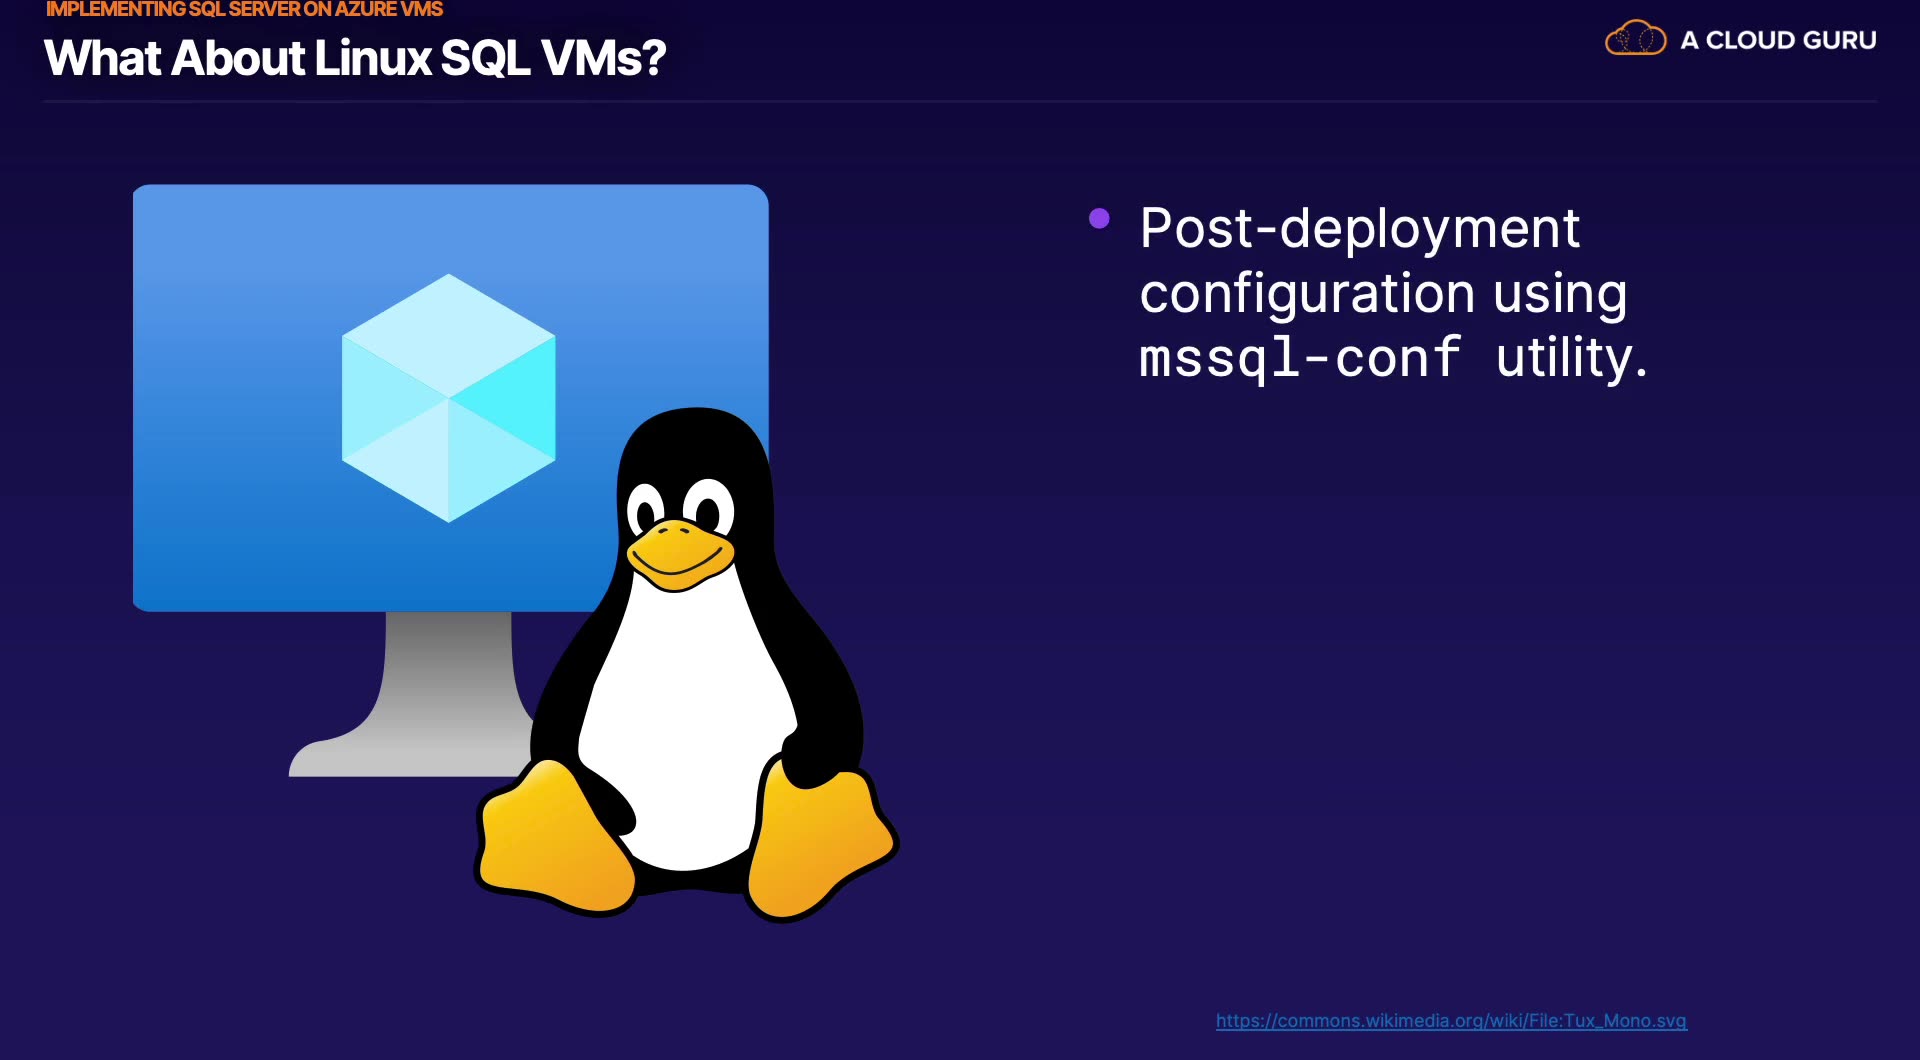 IMPLEMENTING SQL SERVER ON AZURE VMS
What About Linux SQL VMs?
A CLOUD GURU
Post-deployment
configuration using
mssql-conf utility.
https://commons.wikimedia.org/wiki/File:Tux_Mono.svg